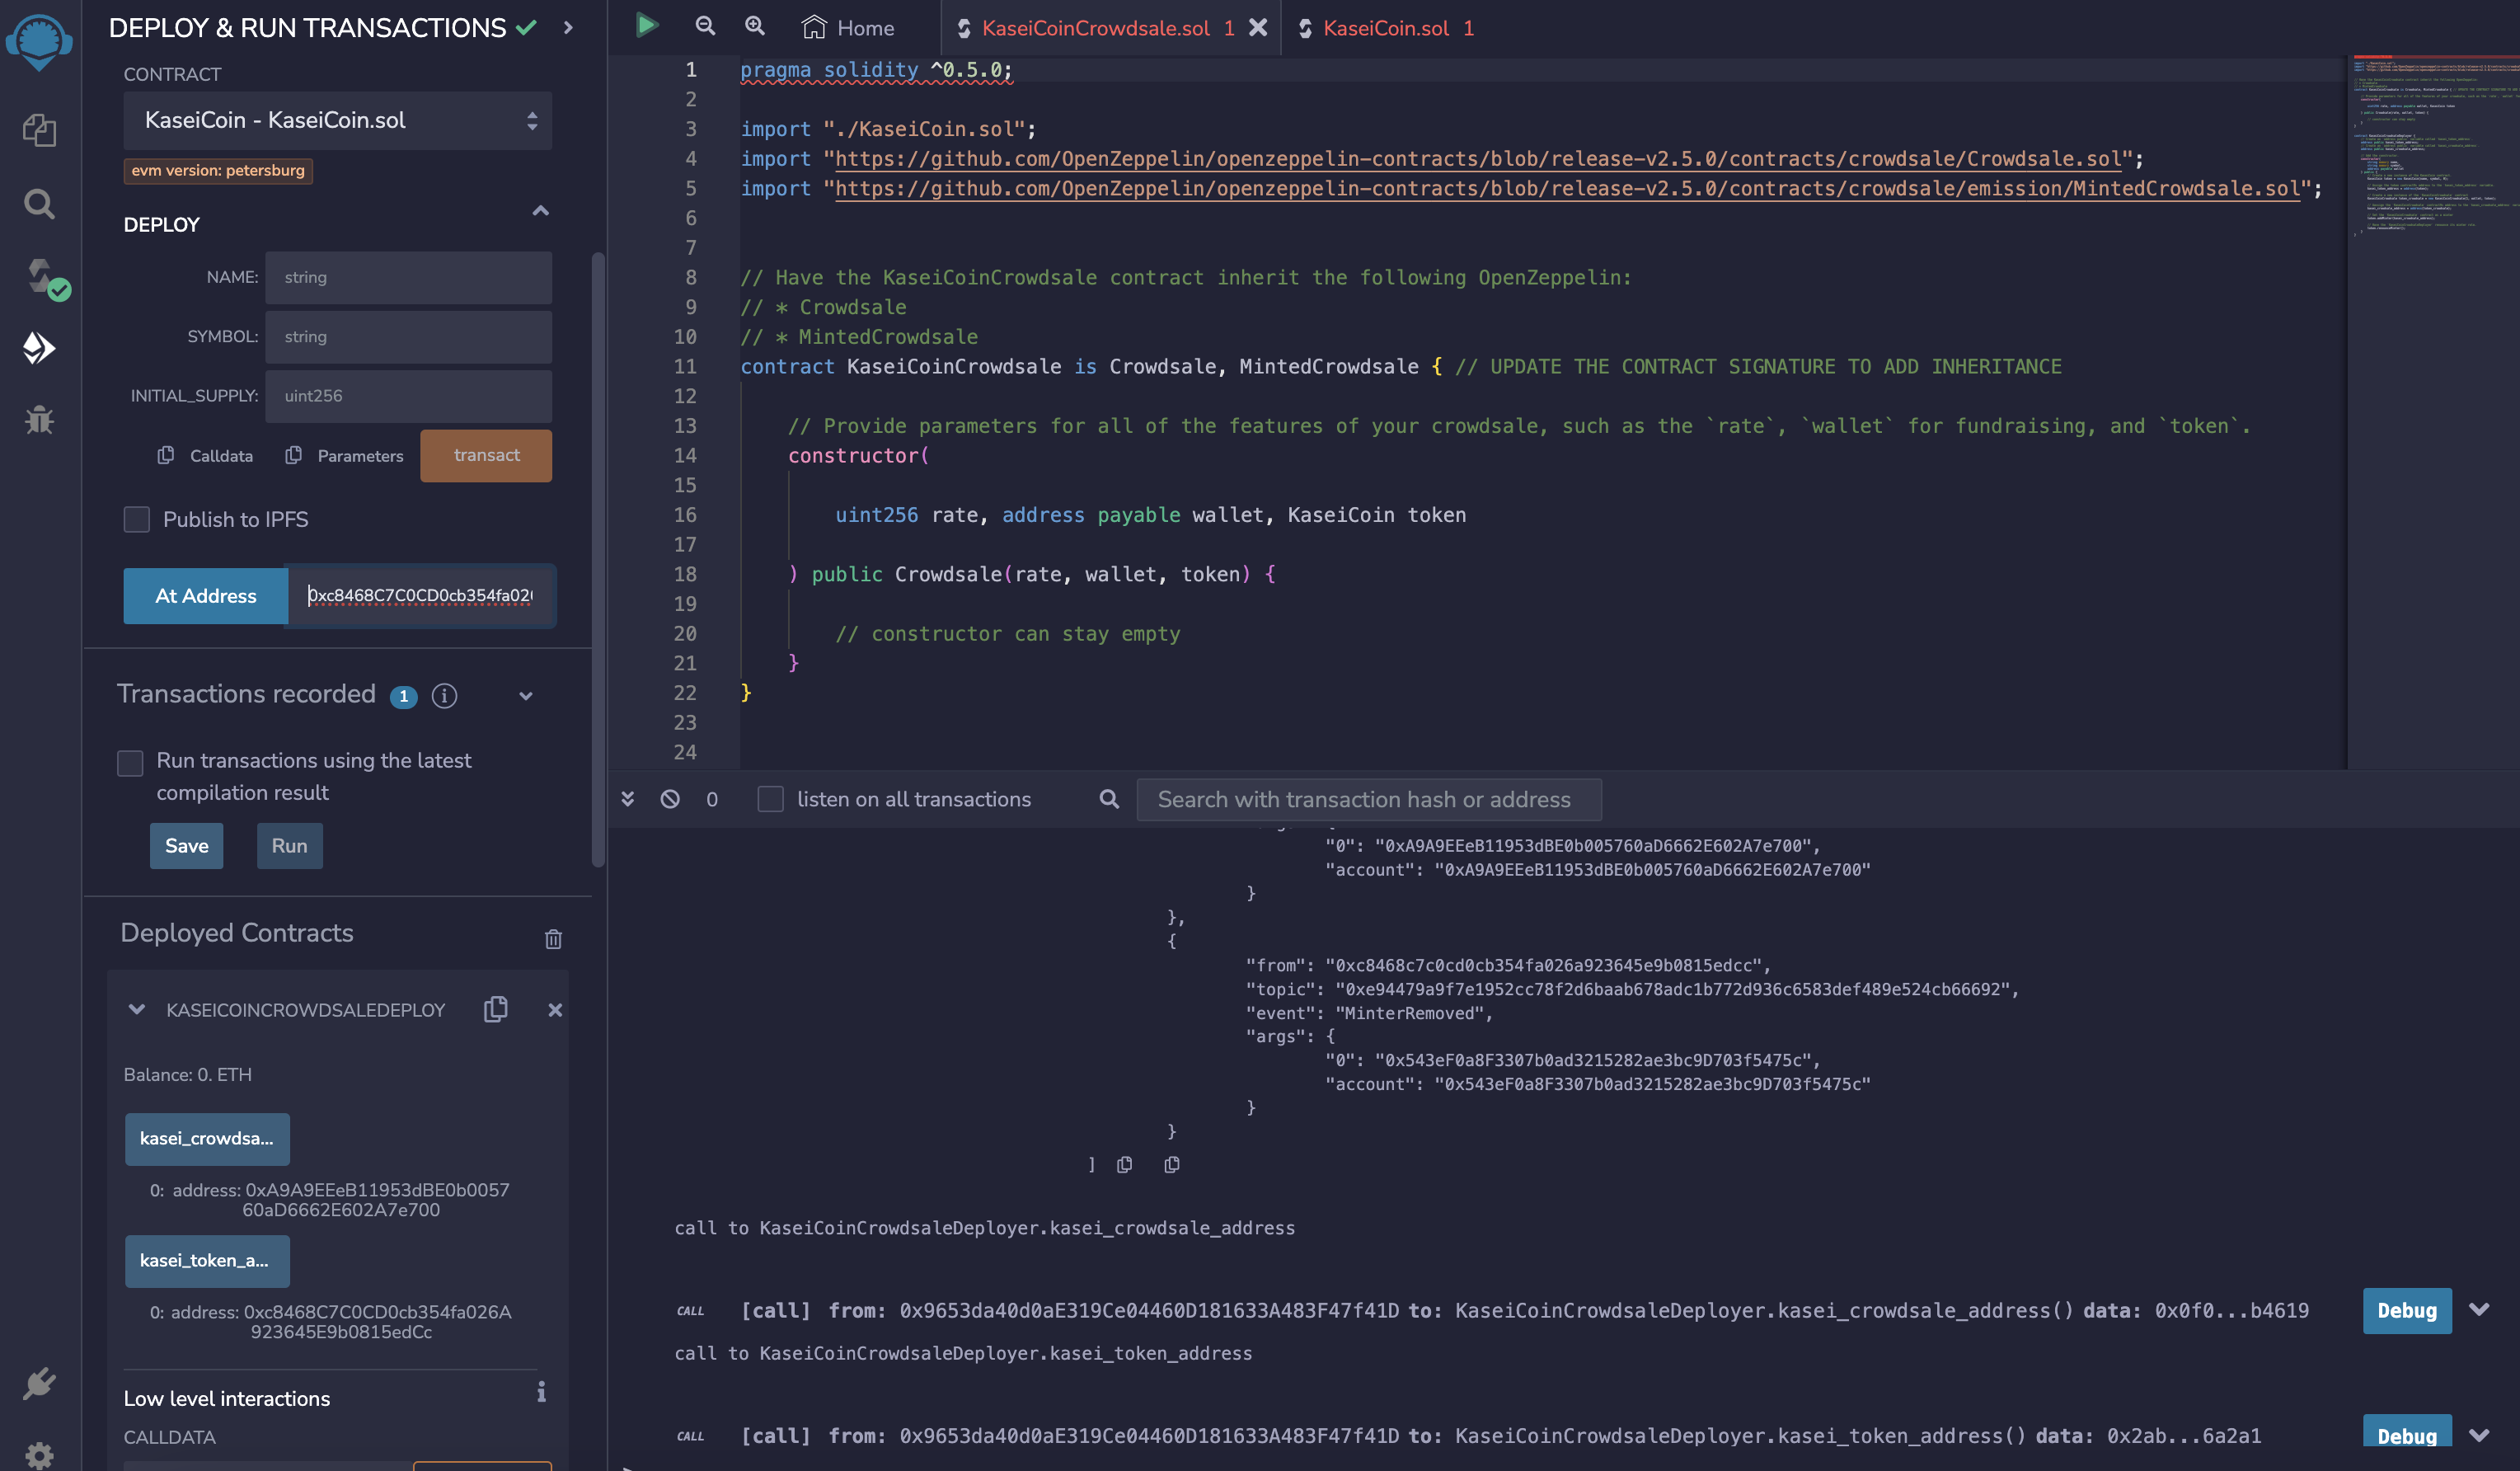 DEPLOY & RUN TRANSACTIONS
CONTRACT
KaseiCoin - KaseiCoin.sol
evm version: petersburg
DEPLOY
NAME: string
SYMBOL: string
INITIAL_SUPPLY: uint256
Calldata Parameters transact
Publish to IPFS
At Address 0xc8468C7C0CD0cb354fa026
Transactions recorded 1
Run transactions using the latest
compilation result
Save Run
Deployed Contracts
KASEICOINCROWDSALEDEPLOY
Balance: 0. ETH
kasei_crowdsa...
0: address: 0xA9A9EEeB11953dBE0b0057
60aD6662E602A7e700
kasei_token_a...
0: address: 0xc8468C7C0CD0cb354fa026A
923645E9b0815edCc
Low level interactions
CALLDATA
Home KaseiCoinCrowdsale.sol 1 KaseiCoin.sol 1
1 pragma solidity ^0.5.0;
2
3 import "./KaseiCoin.sol";
4 import "https://github.com/OpenZeppelin/openzeppelin-contracts/blob/release-v2.5.0/contracts/crowdsale/Crowdsale.sol";
5 import "https://github.com/OpenZeppelin/openzeppelin-contracts/blob/release-v2.5.0/contracts/crowdsale/emission/MintedCrowdsale.sol";
6
7
8 // Have the KaseiCoinCrowdsale contract inherit the following OpenZeppelin:
9 // * Crowdsale
10 // * MintedCrowdsale
11 contract KaseiCoinCrowdsale is Crowdsale, MintedCrowdsale { // UPDATE THE CONTRACT SIGNATURE TO ADD INHERITANCE
12
13 // Provide parameters for all of the features of your crowdsale, such as the `rate`, `wallet` for fundraising, and `token`.
14 constructor(
15
16 uint256 rate, address payable wallet, KaseiCoin token
17
18 ) public Crowdsale(rate, wallet, token) {
19
20 // constructor can stay empty
21 }
22 }
23
24
0 listen on all transactions Search with transaction hash or address
"0": "0xA9A9EEeB11953dBE0b005760aD6662E602A7e700",
"account": "0xA9A9EEeB11953dBE0b005760aD6662E602A7e700"
}
},
{
"from": "0xc8468c7c0cd0cb354fa026a923645e9b0815edcc",
"topic": "0xe94479a9f7e1952cc78f2d6baab678adc1b772d936c6583def489e524cb66692",
"event": "MinterRemoved",
"args": {
"0": "0x543eF0a8F3307b0ad3215282ae3bc9D703f5475c",
"account": "0x543eF0a8F3307b0ad3215282ae3bc9D703f5475c"
}
}
]
call to KaseiCoinCrowdsaleDeployer.kasei_crowdsale_address
CALL [call] from: 0x9653da40d0aE319Ce04460D181633A483F47f41D to: KaseiCoinCrowdsaleDeployer.kasei_crowdsale_address() data: 0x0f0...b4619 Debug
call to KaseiCoinCrowdsaleDeployer.kasei_token_address
CALL [call] from: 0x9653da40d0aE319Ce04460D181633A483F47f41D to: KaseiCoinCrowdsaleDeployer.kasei_token_address() data: 0x2ab...6a2a1 Debug